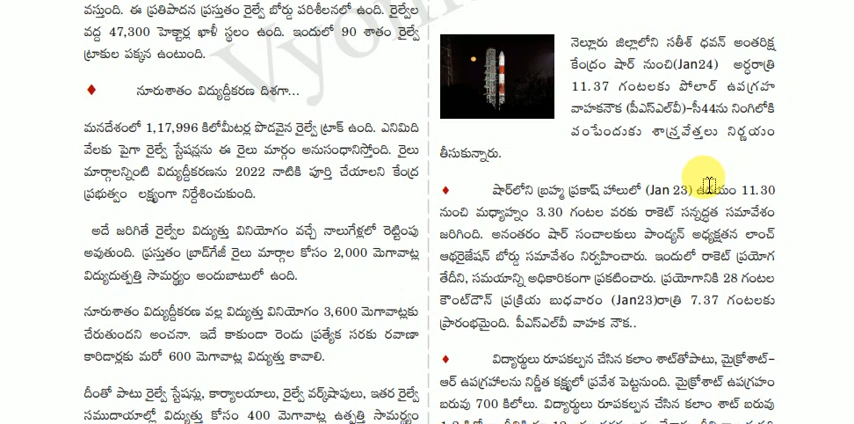 వస్తుంది. ఈ ప్రతిపాదన ప్రస్తుతం రైల్వే బోర్డు పరిశీలనలో ఉంది. రైల్వేల
వద్ద 47,300 హెక్టార్ల ఖాళీ స్థలం ఉంది. ఇందులో 90 శాతం రైల్వే
ట్రాకుల పక్కన ఉంటుంది.
♦ నూరుశాతం విద్యుద్దీకరణ దిశగా...
మనదేశంలో 1,17,996 కిలోమీటర్ల పొడవైన రైల్వే ట్రాక్ ఉంది. ఎనిమిది
వేలకు పైగా రైల్వే స్టేషన్లను ఈ రైలు మార్గం అనుసంధానిస్తోంది. రైలు
మార్గాలన్నింటి విద్యుద్దీకరణను 2022 నాటికి పూర్తి చేయాలని కేంద్ర
ప్రభుత్వం లక్ష్యంగా నిర్దేశించుకుంది.
అదే జరిగితే రైల్వేల విద్యుత్తు వినియోగం వచ్చే నాలుగేళ్లలో రెట్టింపు
అవుతుంది. ప్రస్తుతం బ్రాడ్‌గేజీ రైలు మార్గాల కోసం 2,000 మెగావాట్ల
విద్యుదుత్పత్తి సామర్థ్యం అందుబాటులో ఉంది.
నూరుశాతం విద్యుద్దీకరణ వల్ల విద్యుత్తు వినియోగం 3,600 మెగావాట్లకు
చేరుతుందని అంచనా. ఇదే కాకుండా రెండు ప్రత్యేక సరకు రవాణా
కారిడార్లకు మరో 600 మెగావాట్ల విద్యుత్తు కావాలి.
దీంతో పాటు రైల్వే స్టేషన్లు, కార్యాలయాలు, రైల్వే వర్క్‌షాపులు, ఇతర రైల్వే
సముదాయాల్లో విద్యుత్తు కోసం 400 మెగావాట్ల ఉత్పత్తి సామర్థ్యం
నెల్లూరు జిల్లాలోని సతీశ్ ధవన్ అంతరిక్ష
కేంద్రం షార్ నుంచి(Jan24) అర్ధరాత్రి
11.37 గంటలకు పోలార్ ఉపగ్రహ
వాహకనౌక (పీఎస్ఎల్‌వీ)-సీ44ను నింగిలోకి
పంపేందుకు శాస్త్రవేత్తలు నిర్ణయం
తీసుకున్నారు.
♦ షార్‌లోని బ్రహ్మ ప్రకాష్ హాలులో (Jan 23) ఉదయం 11.30
నుంచి మధ్యాహ్నం 3.30 గంటల వరకు రాకెట్ సన్నద్ధత సమావేశం
జరిగింది. అనంతరం షార్ సంచాలకులు పాండ్యన్ అధ్యక్షతన లాంచ్
ఆథరైజేషన్ బోర్డు సమావేశం నిర్వహించారు. ఇందులో రాకెట్ ప్రయోగ
తేదీని, సమయాన్ని అధికారికంగా ప్రకటించారు. ప్రయోగానికి 28 గంటల
కౌంట్‌డౌన్ ప్రక్రియ బుధవారం (Jan23)రాత్రి 7.37 గంటలకు
ప్రారంభమైంది. పీఎస్ఎల్‌వీ వాహక నౌక..
♦ విద్యార్థులు రూపకల్పన చేసిన కలాం శాట్‌తోపాటు, మైక్రోశాట్-
ఆర్ ఉపగ్రహాలను నిర్ణీత కక్ష్యలో ప్రవేశ పెట్టనుంది. మైక్రోశాట్ ఉపగ్రహం
బరువు 700 కిలోలు. విద్యార్థులు రూపకల్పన చేసిన కలాం శాట్ బరువు